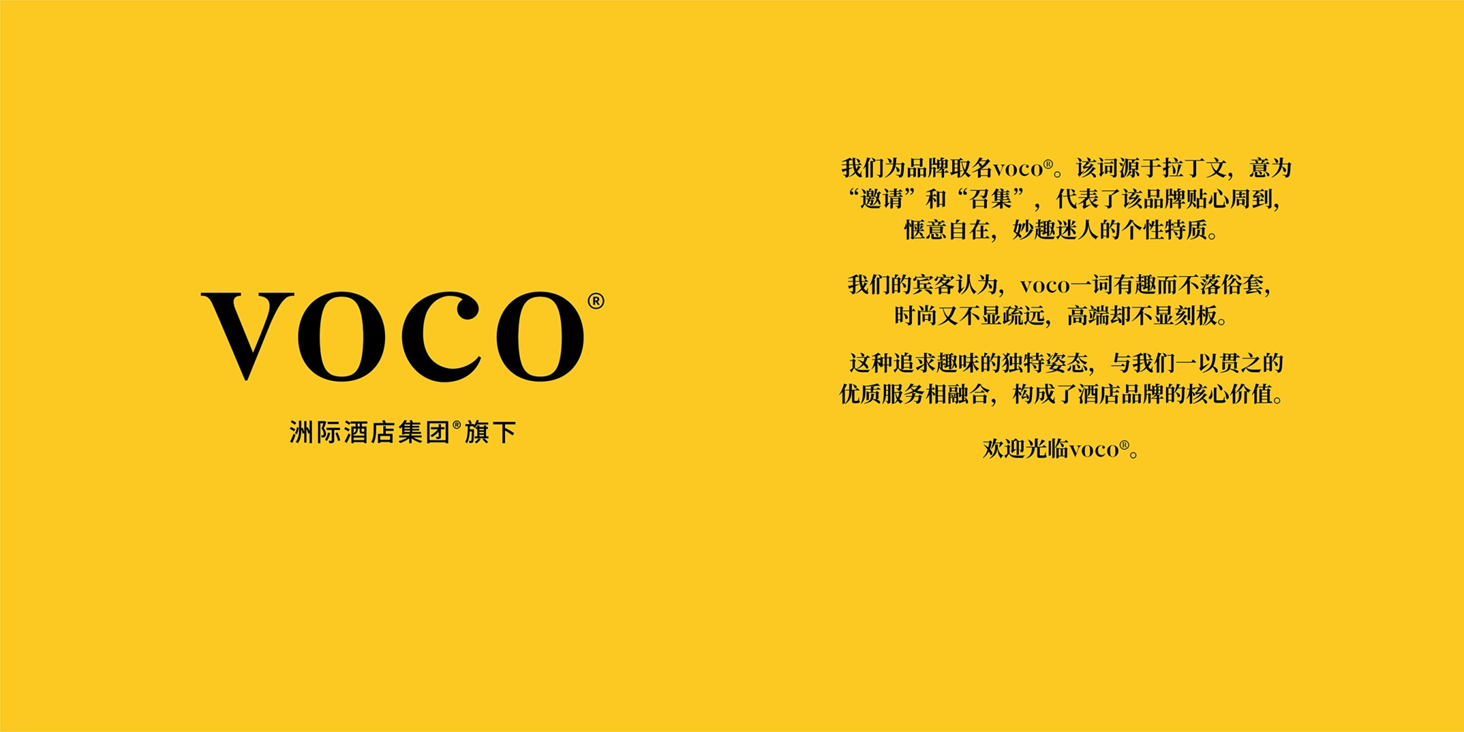 voco®
洲际酒店集团®旗下
我们为品牌取名voco®。该词源于拉丁文，意为
“邀请”和“召集”，代表了该品牌贴心周到，
惬意自在，妙趣迷人的个性特质。
我们的宾客认为，voco一词有趣而不落俗套，
时尚又不显疏远，高端却不显刻板。
这种追求趣味的独特姿态，与我们一以贯之的
优质服务相融合，构成了酒店品牌的核心价值。
欢迎光临voco®。